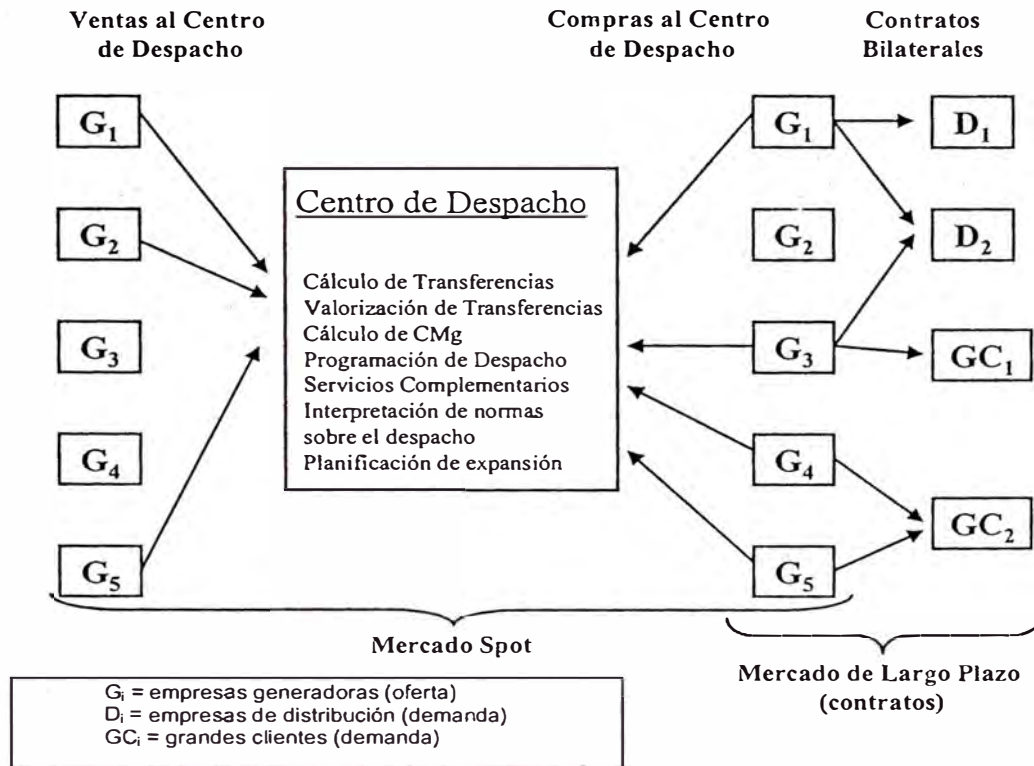 Ventas al Centro
de Despacho
Compras al Centro
de Despacho
Contratos
Bilaterales
G₁
G₂
G₃
G₄
G₅
Centro de Despacho
Cálculo de Transferencias
Valorización de Transferencias
Cálculo de CMg
Programación de Despacho
Servicios Complementarios
Interpretación de normas
sobre el despacho
Planificación de expansión
G₁
G₂
G₃
G₄
G₅
D₁
D₂
GC₁
GC₂
Mercado Spot
Mercado de Largo Plazo
(contratos)
Gᵢ = empresas generadoras (oferta)
Dᵢ = empresas de distribución (demanda)
GCᵢ = grandes clientes (demanda)